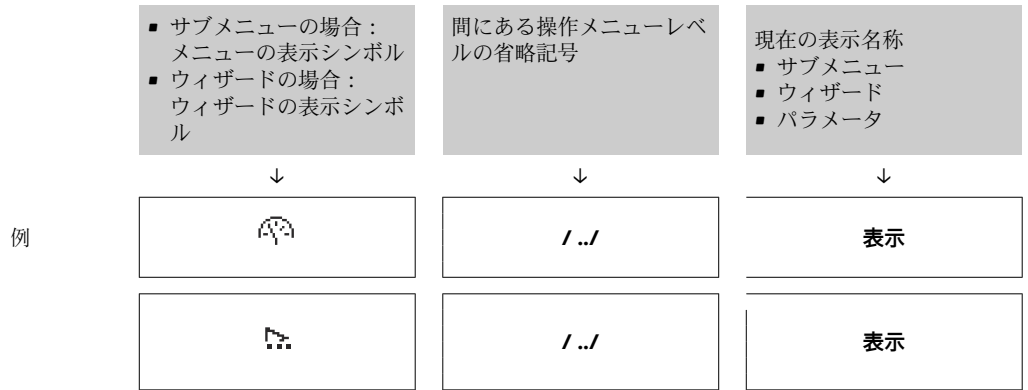 ▪ サブメニューの場合：
メニューの表示シンボル
▪ ウィザードの場合：
ウィザードの表示シンボ
ル
間にある操作メニューレベ
ルの省略記号
現在の表示名称
▪ サブメニュー
▪ ウィザード
▪ パラメータ
↓ ↓ ↓
例
/ ../
表示
/ ../
表示